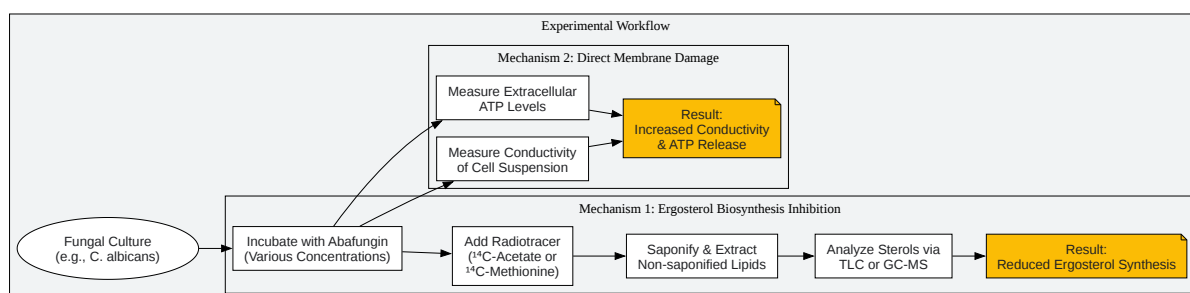 Experimental Workflow
Mechanism 2: Direct Membrane Damage
Measure Extracellular
ATP Levels
Result:
Increased Conductivity
& ATP Release
Measure Conductivity
of Cell Suspension
Mechanism 1: Ergosterol Biosynthesis Inhibition
Fungal Culture
(e.g., C. albicans)
Incubate with Abafungin
(Various Concentrations)
Add Radiotracer
(¹⁴C-Acetate or
¹⁴C-Methionine)
Saponify & Extract
Non-saponified Lipids
Analyze Sterols via
TLC or GC-MS
Result:
Reduced Ergosterol Synthesis